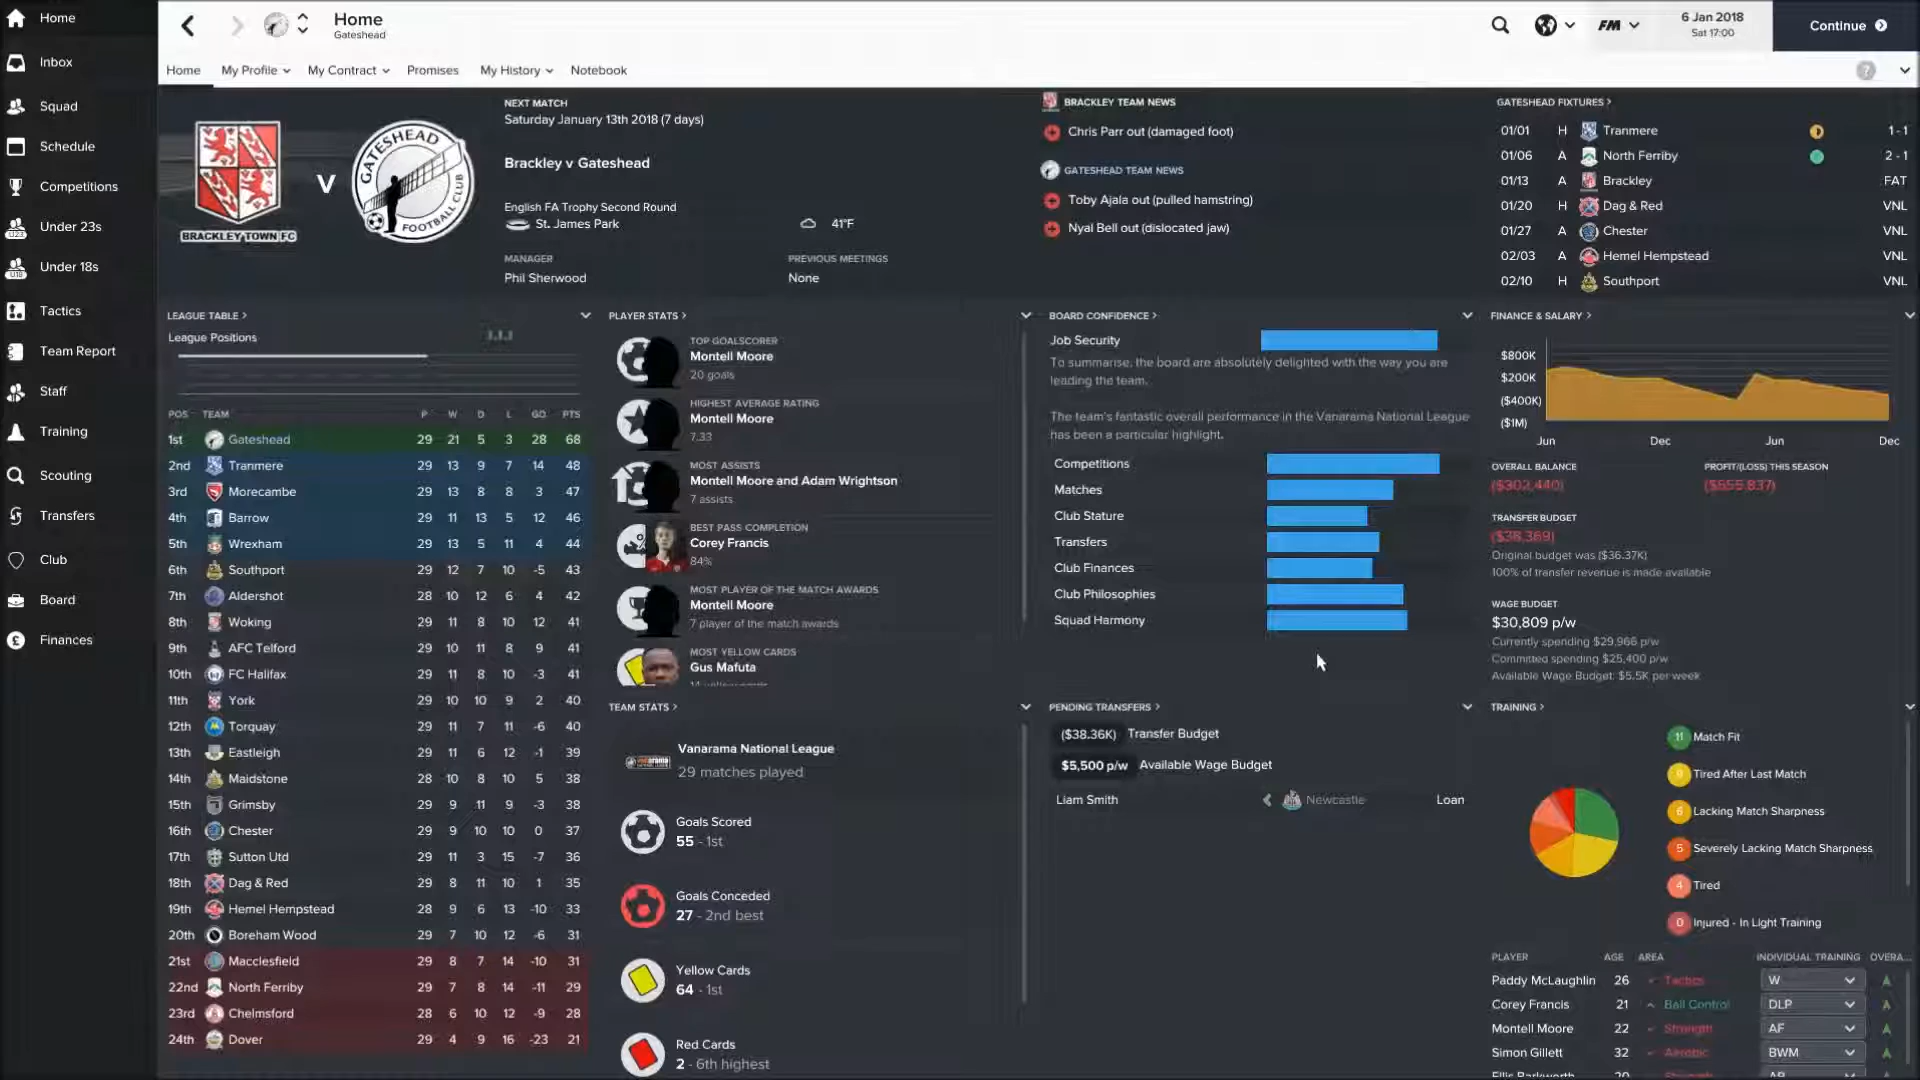 Home
Inbox
Squad
Schedule
Competitions
Under 23s
Under 18s
Tactics
Team Report
Staff
Training
Scouting
Transfers
Club
Board
Finances
Home
Gateshead
FM
6 Jan 2018
Sat 17:00
Continue
Home My Profile My Contract Promises My History Notebook
BRACKLEY TOWN FC
V
GATESHEAD
FOOTBALL CLUB
NEXT MATCH
Saturday January 13th 2018 (7 days)
Brackley v Gateshead
English FA Trophy Second Round
St. James Park 41°F
MANAGER PREVIOUS MEETINGS
Phil Sherwood None
BRACKLEY TEAM NEWS
Chris Parr out (damaged foot)
GATESHEAD TEAM NEWS
Toby Ajala out (pulled hamstring)
Nyal Bell out (dislocated jaw)
GATESHEAD FIXTURES >
01/01 H Tranmere 1 - 1
01/06 A North Ferriby 2 - 1
01/13 A Brackley FAT
01/20 H Dag & Red VNL
01/27 A Chester VNL
02/03 A Hemel Hempstead VNL
02/10 H Southport VNL
LEAGUE TABLE >
League Positions
POS TEAM P W D L GD PTS
1st Gateshead 29 21 5 3 28 68
2nd Tranmere 29 13 9 7 14 48
3rd Morecambe 29 13 8 8 3 47
4th Barrow 29 11 13 5 12 46
5th Wrexham 29 13 5 11 4 44
6th Southport 29 12 7 10 -5 43
7th Aldershot 28 10 12 6 4 42
8th Woking 29 11 8 10 12 41
9th AFC Telford 29 10 11 8 9 41
10th FC Halifax 29 11 8 10 -3 41
11th York 29 10 10 9 2 40
12th Torquay 29 11 7 11 -6 40
13th Eastleigh 29 11 6 12 -1 39
14th Maidstone 28 10 8 10 5 38
15th Grimsby 29 9 11 9 -3 38
16th Chester 29 9 10 10 0 37
17th Sutton Utd 29 11 3 15 -7 36
18th Dag & Red 29 8 11 10 1 35
19th Hemel Hempstead 28 9 6 13 -10 33
20th Boreham Wood 29 7 10 12 -6 31
21st Macclesfield 29 8 7 14 -10 31
22nd North Ferriby 29 7 8 14 -11 29
23rd Chelmsford 28 6 10 12 -9 28
24th Dover 29 4 9 16 -23 21
PLAYER STATS >
TOP GOALSCORER
Montell Moore
20 goals
HIGHEST AVERAGE RATING
Montell Moore
7.33
MOST ASSISTS
Montell Moore and Adam Wrightson
7 assists
BEST PASS COMPLETION
Corey Francis
84%
MOST PLAYER OF THE MATCH AWARDS
Montell Moore
7 player of the match awards
MOST YELLOW CARDS
Gus Mafuta
TEAM STATS >
Vanarama National League
29 matches played
Goals Scored
55 - 1st
Goals Conceded
27 - 2nd best
Yellow Cards
64 - 1st
Red Cards
2 - 6th highest
BOARD CONFIDENCE >
Job Security
To summarise, the board are absolutely delighted with the way you are
leading the team.
The team's fantastic overall performance in the Vanarama National League
has been a particular highlight.
Competitions
Matches
Club Stature
Transfers
Club Finances
Club Philosophies
Squad Harmony
PENDING TRANSFERS >
($38.36K) Transfer Budget
$5,500 p/w Available Wage Budget
Liam Smith Newcastle Loan
FINANCE & SALARY >
$800K
$200K
($400K)
($1M)
Jun Dec Jun Dec
OVERALL BALANCE PROFIT/(LOSS) THIS SEASON
($302,440) ($555,837)
TRANSFER BUDGET
($38,369)
Original budget was ($36.37K)
100% of transfer revenue is made available
WAGE BUDGET
$30,809 p/w
Currently spending $29,966 p/w
Committed spending $25,400 p/w
Available Wage Budget: $5.5K per week
TRAINING >
11 Match Fit
Tired After Last Match
6 Lacking Match Sharpness
5 Severely Lacking Match Sharpness
4 Tired
0 Injured - In Light Training
PLAYER AGE AREA INDIVIDUAL TRAINING OVERA...
Paddy McLaughlin 26 Tactics W
Corey Francis 21 Ball Control DLP
Montell Moore 22 Strength AF
Simon Gillett 32 Aerobic BWM